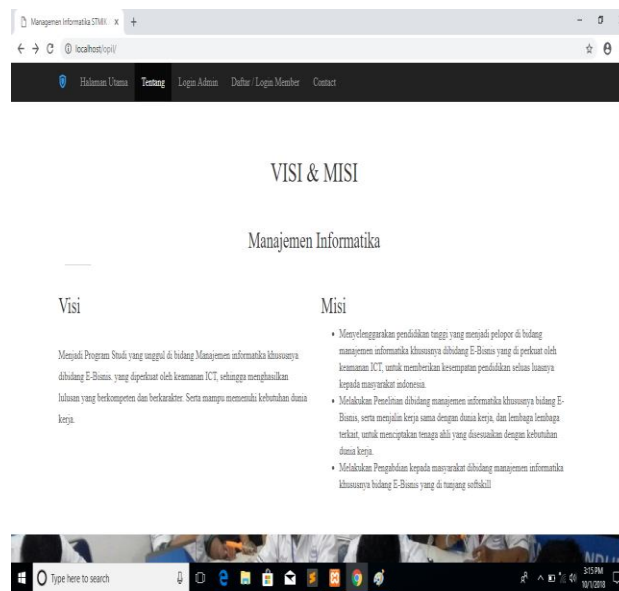 Managemen Informatika STMIK
localhost/opil/
Halaman Utama Tentang Login Admin Daftar / Login Member Contact
VISI & MISI
Manajemen Informatika
Visi
Menjadi Program Studi yang unggul di bidang Manajemen informatika khususnya
dibidang E-Bisnis, yang diperkuat oleh keamanan ICT, sehingga menghasilkan
lulusan yang berkompeten dan berkarakter. Serta mampu memenuhi kebutuhan dunia
kerja.
Misi
Menyelenggarakan pendidikan tinggi yang menjadi pelopor di bidang
manajemen informatika khususnya dibidang E-Bisnis yang di perkuat oleh
keamanan ICT, untuk memberikan kesempatan pendidikan seluas luasnya
kepada masyarakat indonesia.
Melakukan Penelitian dibidang manajemen informatika khususnya bidang E-
Bisnis, serta menjalin kerja sama dengan dunia kerja, dan lembaga lembaga
terkait, untuk menciptakan tenaga ahli yang disesuaikan dengan kebutuhan
dunia kerja.
Melakukan Pengabdian kepada masyarakat dibidang manajemen informatika
khususnya bidang E-Bisnis yang di tunjang softskill
Type here to search
3:15 PM
10/1/2018